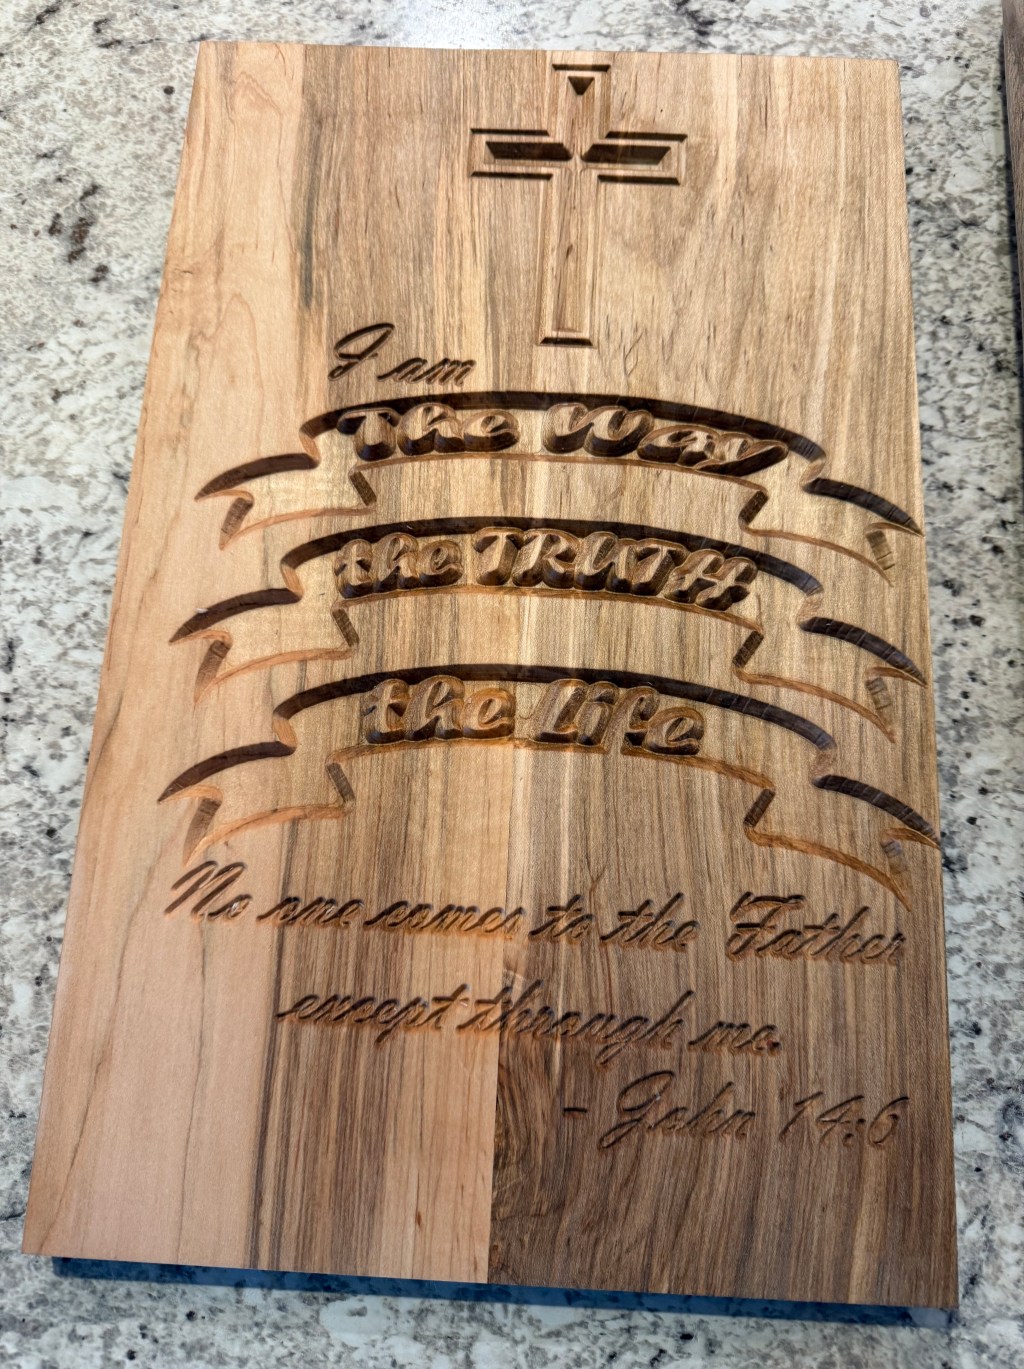 I am
The Way
the TRUTH
the Life
No one comes to the Father
except through me.
- John 14:6